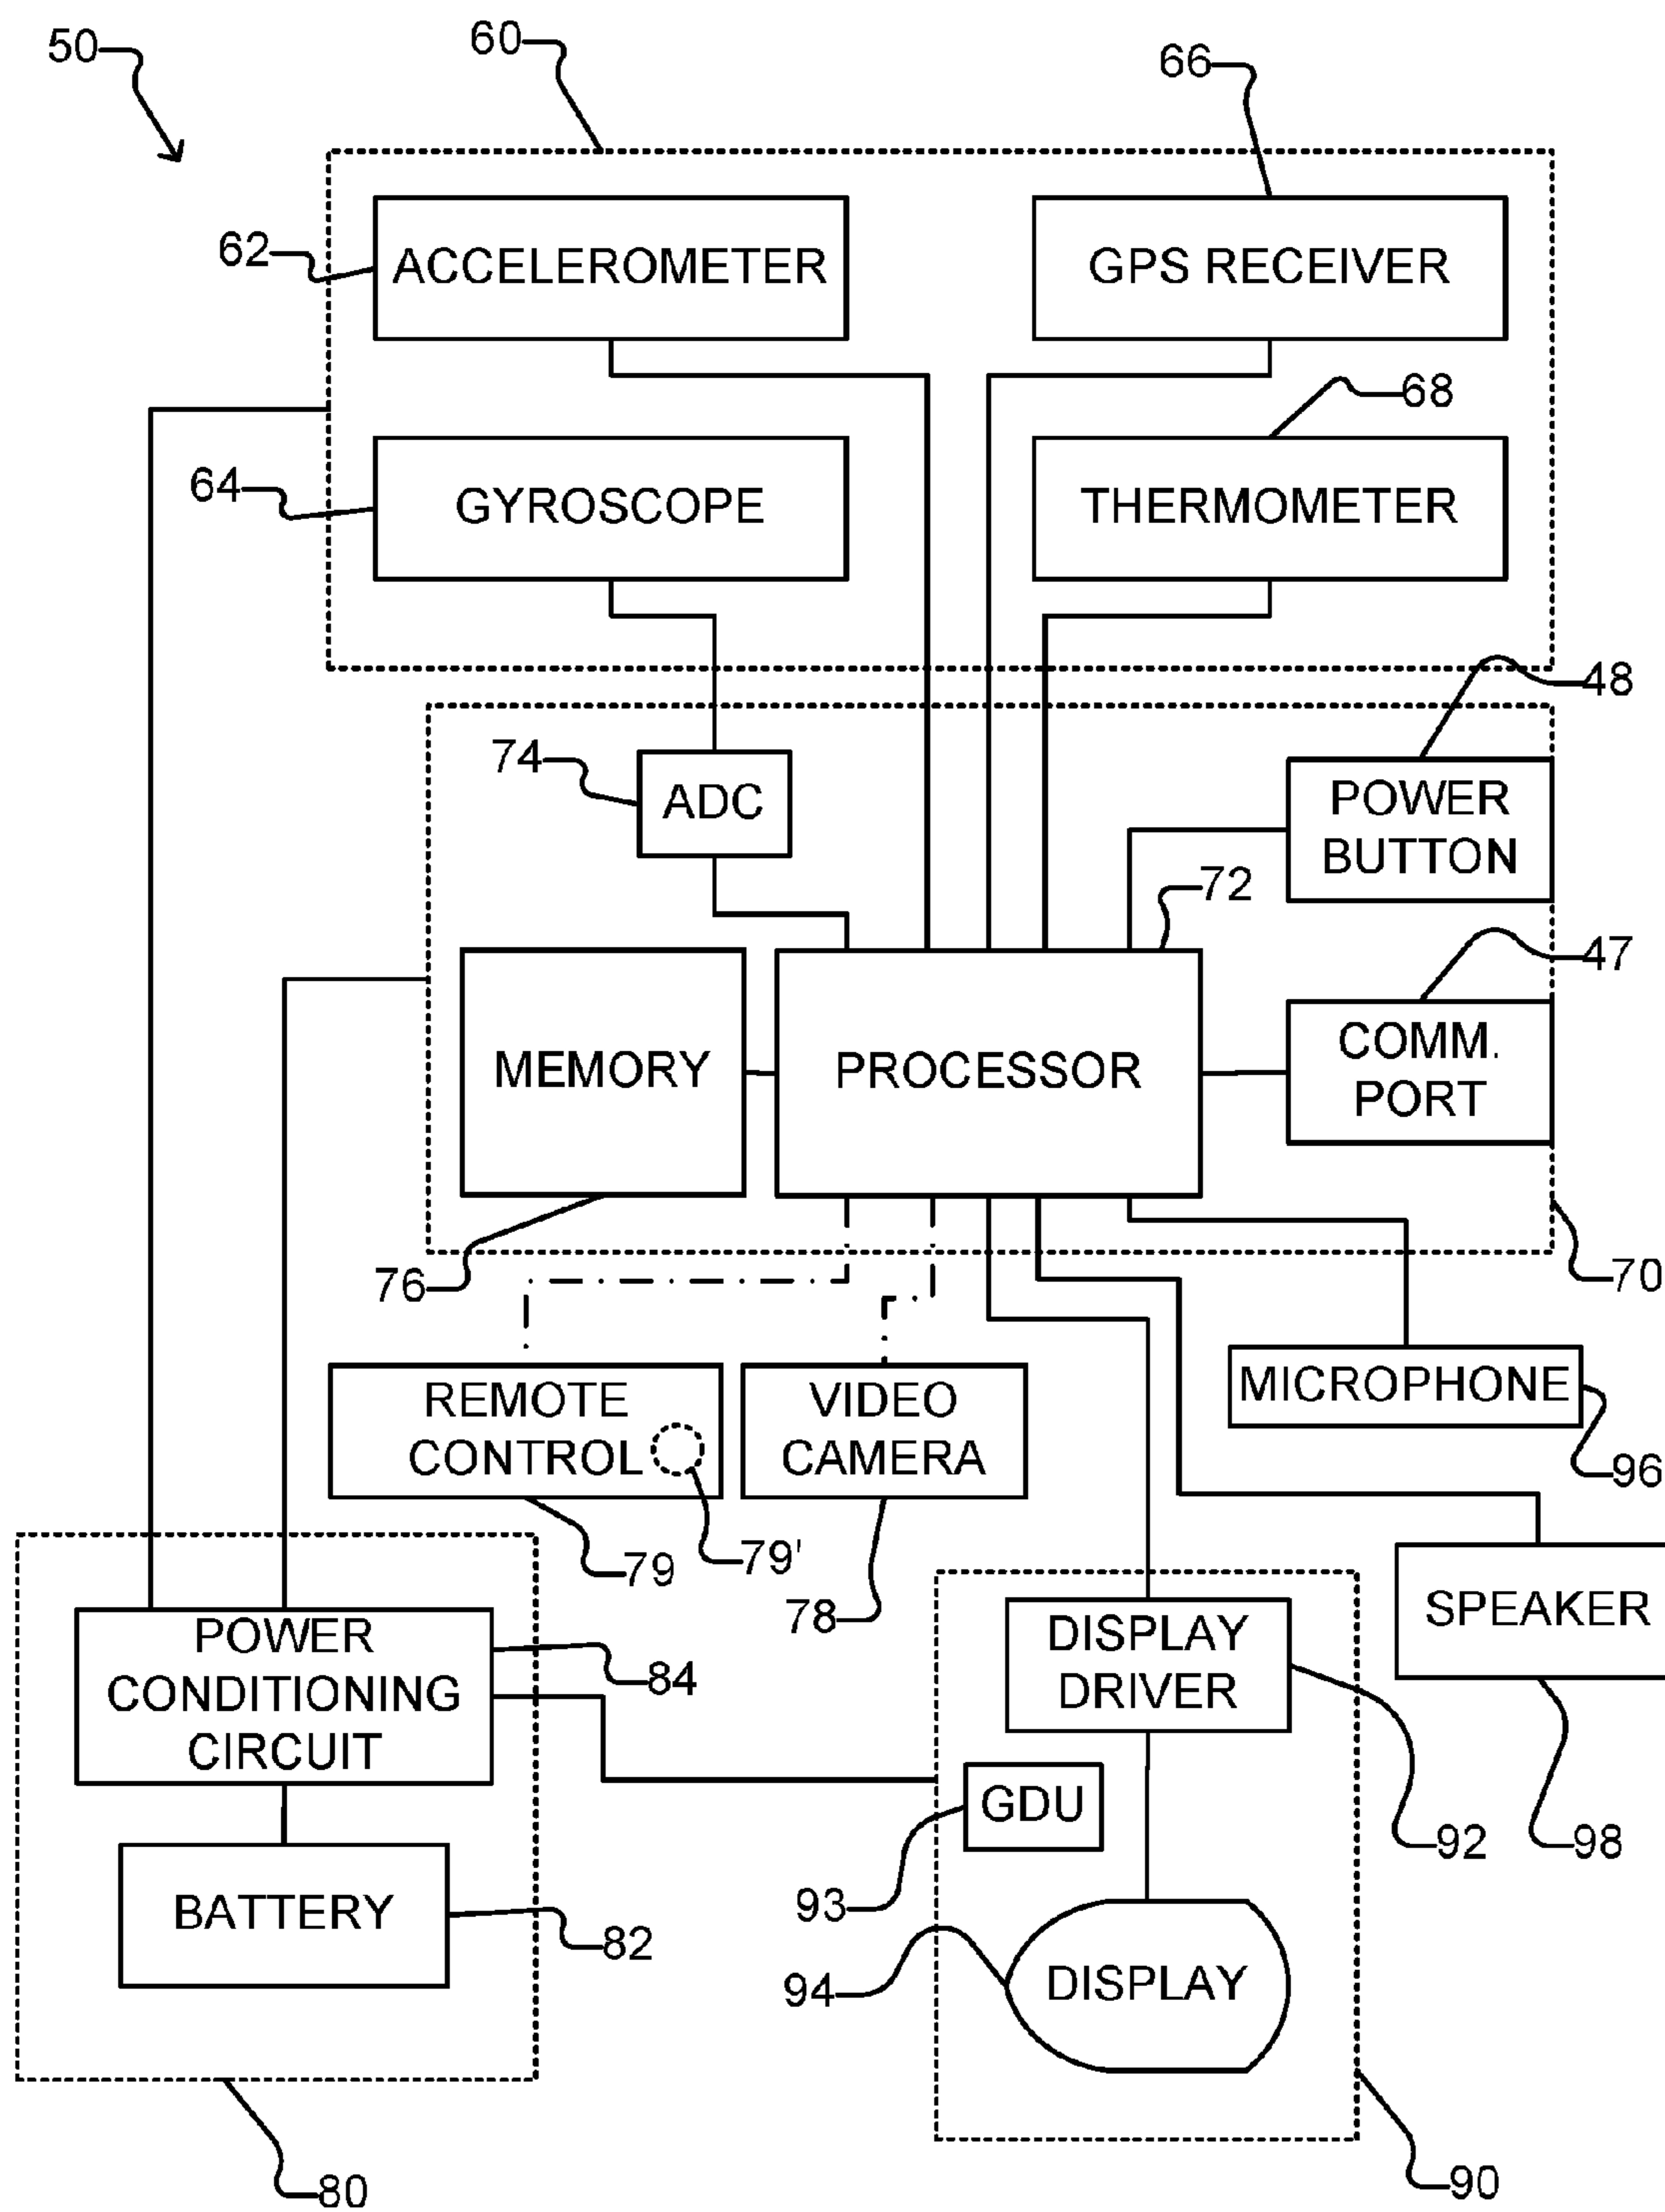 50
60
66
62
ACCELEROMETER
GPS RECEIVER
68
64
GYROSCOPE
THERMOMETER
48
74
ADC
POWER
BUTTON
72
47
MEMORY
PROCESSOR
COMM.
PORT
76
70
REMOTE
CONTROL
VIDEO
CAMERA
MICROPHONE
96
79
79'
78
POWER
CONDITIONING
CIRCUIT
84
DISPLAY
DRIVER
SPEAKER
GDU
92
98
93
BATTERY
82
94
DISPLAY
80
90